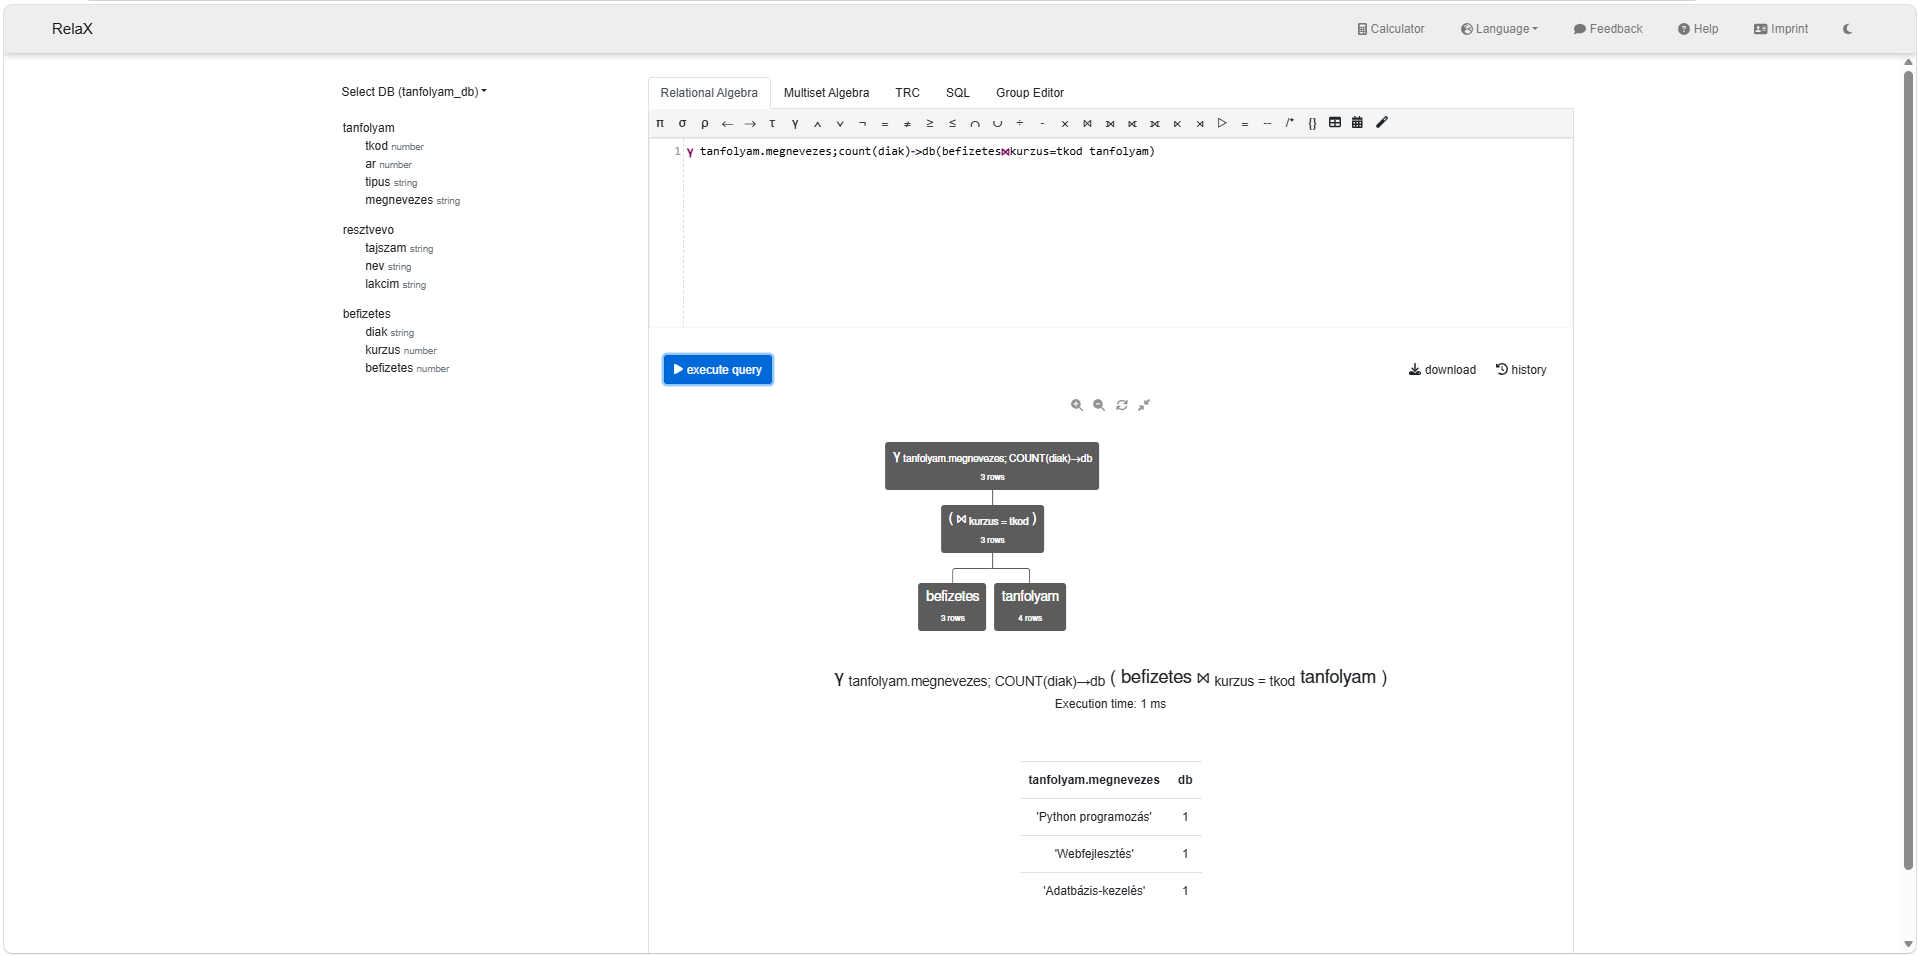 RelaX
Calculator Language Feedback Help Imprint
Select DB (tanfolyam_db)
tanfolyam
tkod number
ar number
tipus string
megnevezes string
resztvevo
tajszam string
nev string
lakcim string
befizetes
diak string
kurzus number
befizetes number
Relational Algebra Multiset Algebra TRC SQL Group Editor
π σ ρ ← → τ γ ∧ ∨ ¬ = ≠ ≥ ≤ ∩ ∪ ÷ - ⨯ ⨝ ⟕ ⟖ ⟗ ⋉ ⋊ ▷ = -- /* {}
1 γ tanfolyam.megnevezes;count(diak)->db(befizetes⨝kurzus=tkod tanfolyam)
execute query
download history
γ tanfolyam.megnevezes; COUNT(diak)→db
3 rows
( ⨝ kurzus = tkod )
3 rows
befizetes
3 rows
tanfolyam
4 rows
γ tanfolyam.megnevezes; COUNT(diak)→db ( befizetes ⨝ kurzus = tkod tanfolyam )
Execution time: 1 ms
tanfolyam.megnevezes db
'Python programozás' 1
'Webfejlesztés' 1
'Adatbázis-kezelés' 1